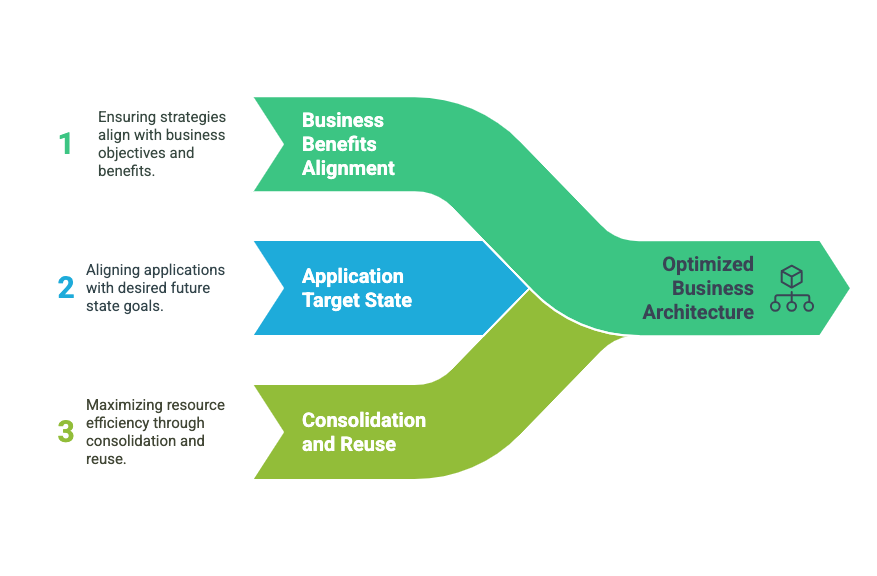 1
Ensuring strategies
align with business
objectives and
benefits.
Business
Benefits
Alignment
2
Aligning applications
with desired future
state goals.
Application
Target State
3
Maximizing resource
efficiency through
consolidation and
reuse.
Consolidation
and Reuse
Optimized
Business
Architecture